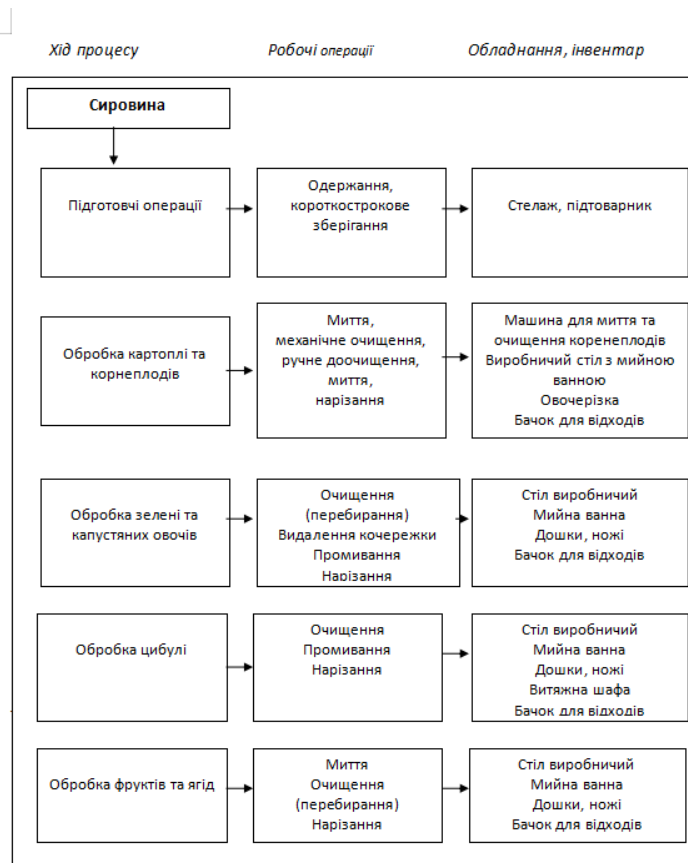 Хід процесу
Робочі операції
Обладнання, інвентар
Сировина
Підготовчі операції
Одержання,
короткострокове
зберігання
Стелаж, підтоварник
Обробка картоплі та
корнеплодів
Миття,
механічне очищення,
ручне доочищення,
миття,
нарізання
Машина для миття та
очищення коренеплодів
Виробничий стіл з мийною
ванною
Овочерізка
Бачок для відходів
Обробка зелені та
капустяних овочів
Очищення
(перебирання)
Видалення кочережки
Промивання
Нарізання
Стіл виробничий
Мийна ванна
Дошки, ножі
Бачок для відходів
Обробка цибулі
Очищення
Промивання
Нарізання
Стіл виробничий
Мийна ванна
Дошки, ножі
Витяжна шафа
Бачок для відходів
Обробка фруктів та ягід
Миття
Очищення
(перебирання)
Нарізання
Стіл виробничий
Мийна ванна
Дошки, ножі
Бачок для відходів